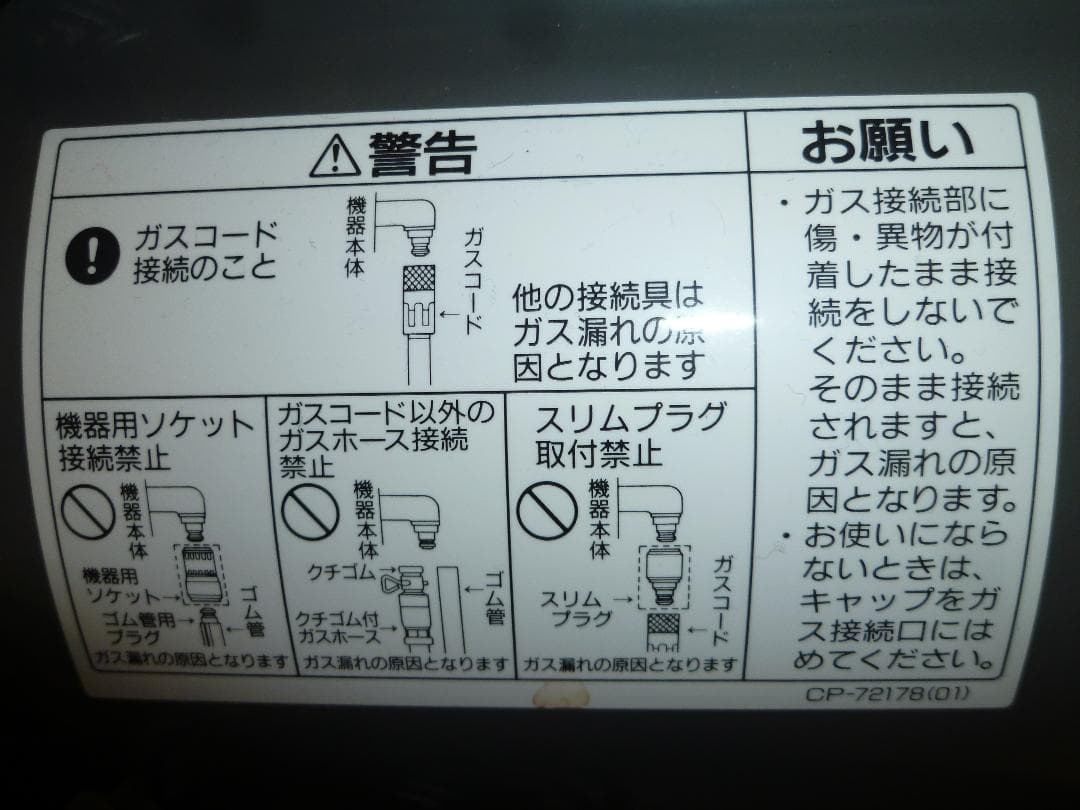 警告
ガスコード
接続のこと
機器本体
ガスコード
他の接続具は
ガス漏れの原
因となります
機器用ソケット
接続禁止
機器本体
機器用
ソケット
ゴム管用
プラグ
ゴム管
ガス漏れの原因となります
ガスコード以外の
ガスホース接続
禁止
機器本体
クチゴム
クチゴム付
ガスホース
ゴム管
ガス漏れの原因となります
スリムプラグ
取付禁止
機器本体
スリム
プラグ
ガスコード
ガス漏れの原因となります
お願い
・ガス接続部に
傷・異物が付
着したまま接
続をしないで
ください。
そのまま接続
されますと、
ガス漏れの原
因となります。
・お使いになら
ないときは、
キャップをガ
ス接続口には
めてください。
CP-72178(01)